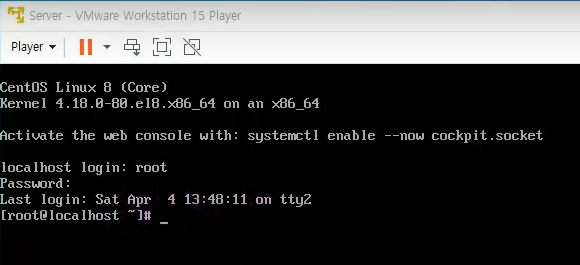 Server - VMware Workstation 15 Player
Player
CentOS Linux 8 (Core)
Kernel 4.18.0-80.el8.x86_64 on an x86_64
Activate the web console with: systemctl enable --now cockpit.socket
localhost login: root
Password:
Last login: Sat Apr  4 13:48:11 on tty2
[root@localhost ~]# _